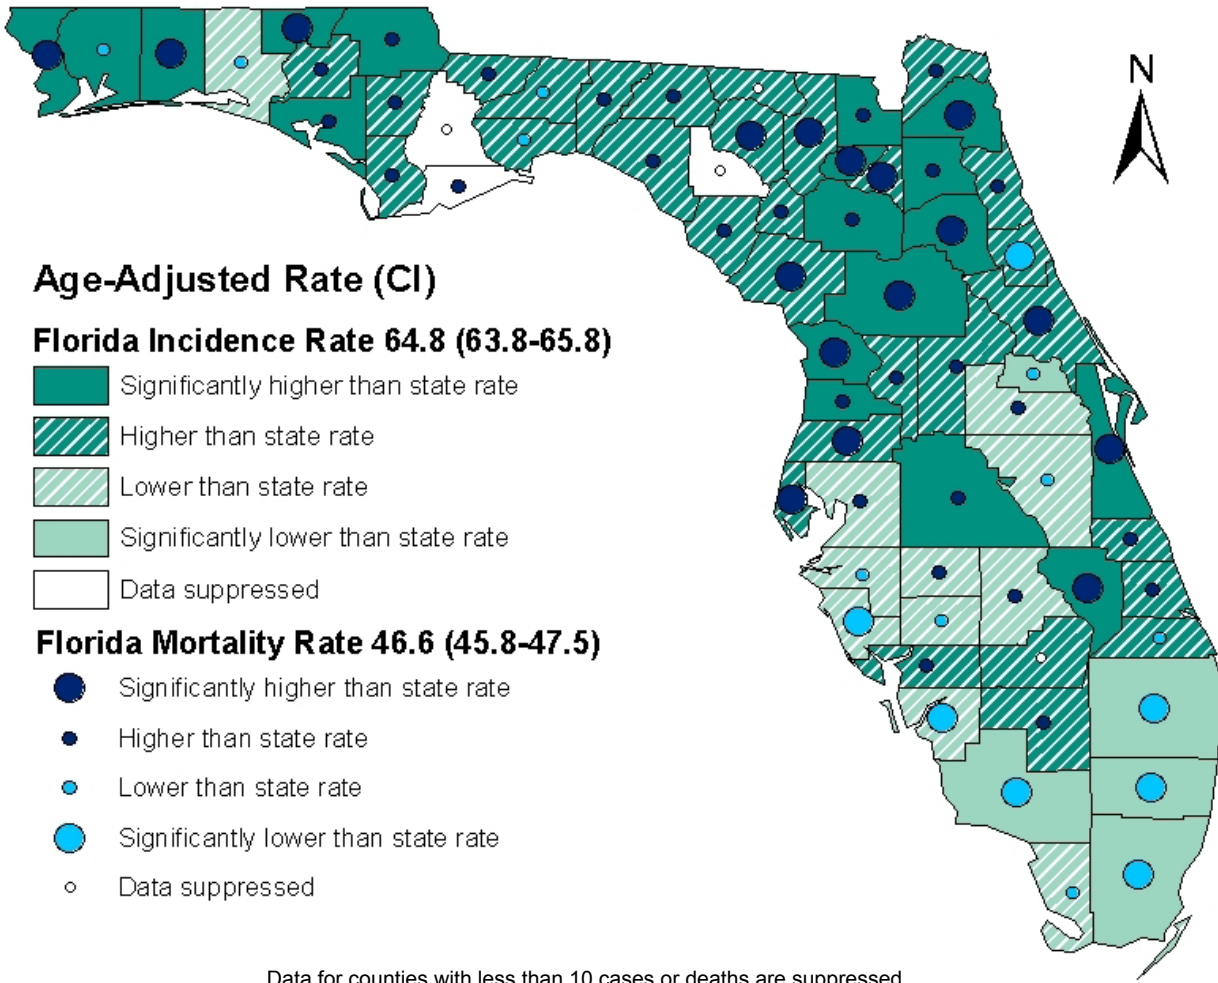 N
Age-Adjusted Rate (CI)
Florida Incidence Rate 64.8 (63.8-65.8)
Significantly higher than state rate
Higher than state rate
Lower than state rate
Significantly lower than state rate
Data suppressed
Florida Mortality Rate 46.6 (45.8-47.5)
Significantly higher than state rate
Higher than state rate
Lower than state rate
Significantly lower than state rate
Data suppressed
Data for counties with less than 10 cases or deaths are suppressed